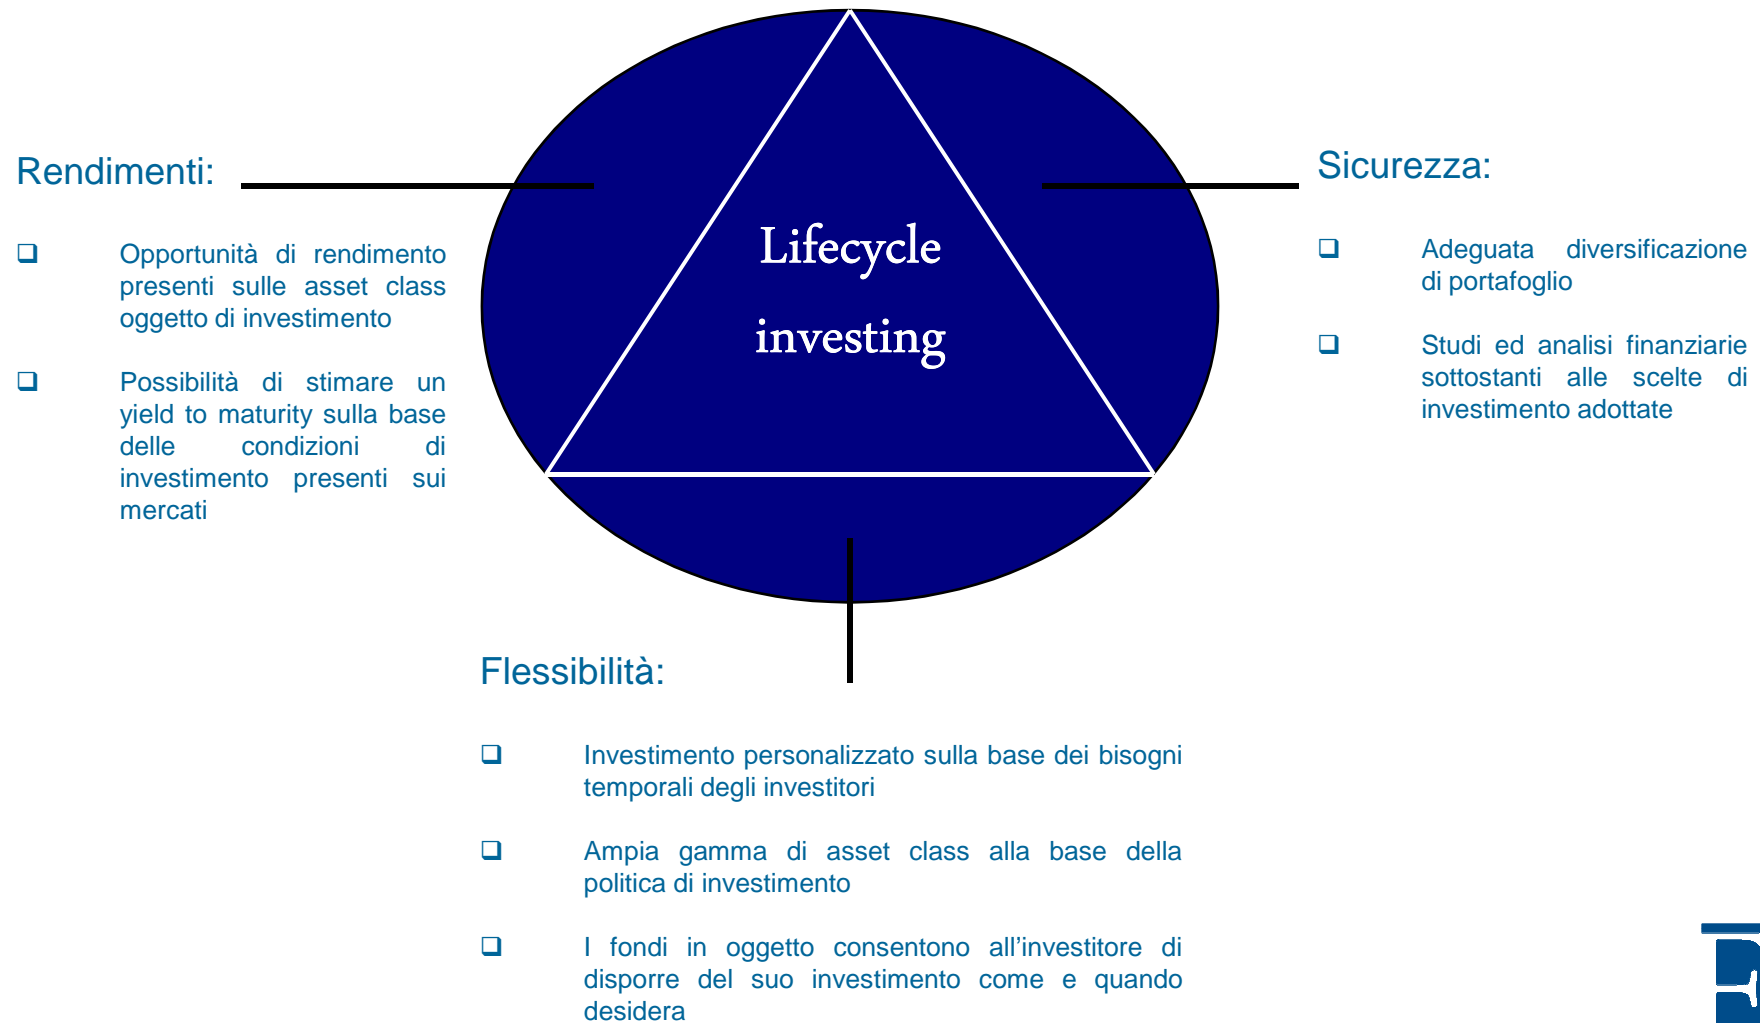 Rendimenti:
Opportunità di rendimento
presenti sulle asset class
oggetto di investimento
Possibilità di stimare un
yield to maturity sulla base
delle condizioni di
investimento presenti sui
mercati
Lifecycle
investing
Sicurezza:
Adeguata diversificazione
di portafoglio
Studi ed analisi finanziarie
sottostanti alle scelte di
investimento adottate
Flessibilità:
Investimento personalizzato sulla base dei bisogni
temporali degli investitori
Ampia gamma di asset class alla base della
politica di investimento
I fondi in oggetto consentono all’investitore di
disporre del suo investimento come e quando
desidera